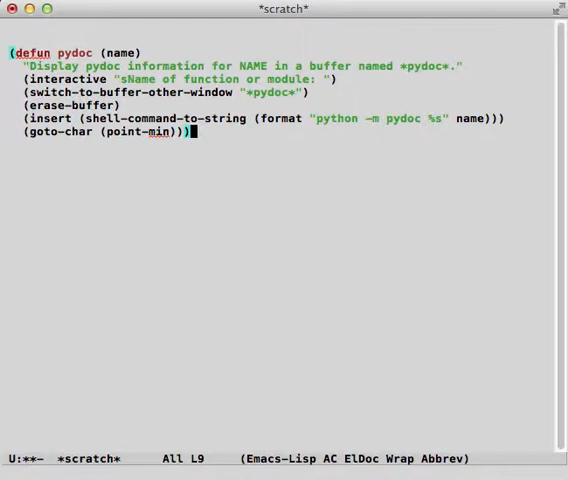 *scratch*
(defun pydoc (name)
"Display pydoc information for NAME in a buffer named *pydoc*."
(interactive "sName of function or module: ")
(switch-to-buffer-other-window "*pydoc*")
(erase-buffer)
(insert (shell-command-to-string (format "python -m pydoc %s" name)))
(goto-char (point-min)))
U:**- *scratch* All L9 (Emacs-Lisp AC ElDoc Wrap Abbrev)